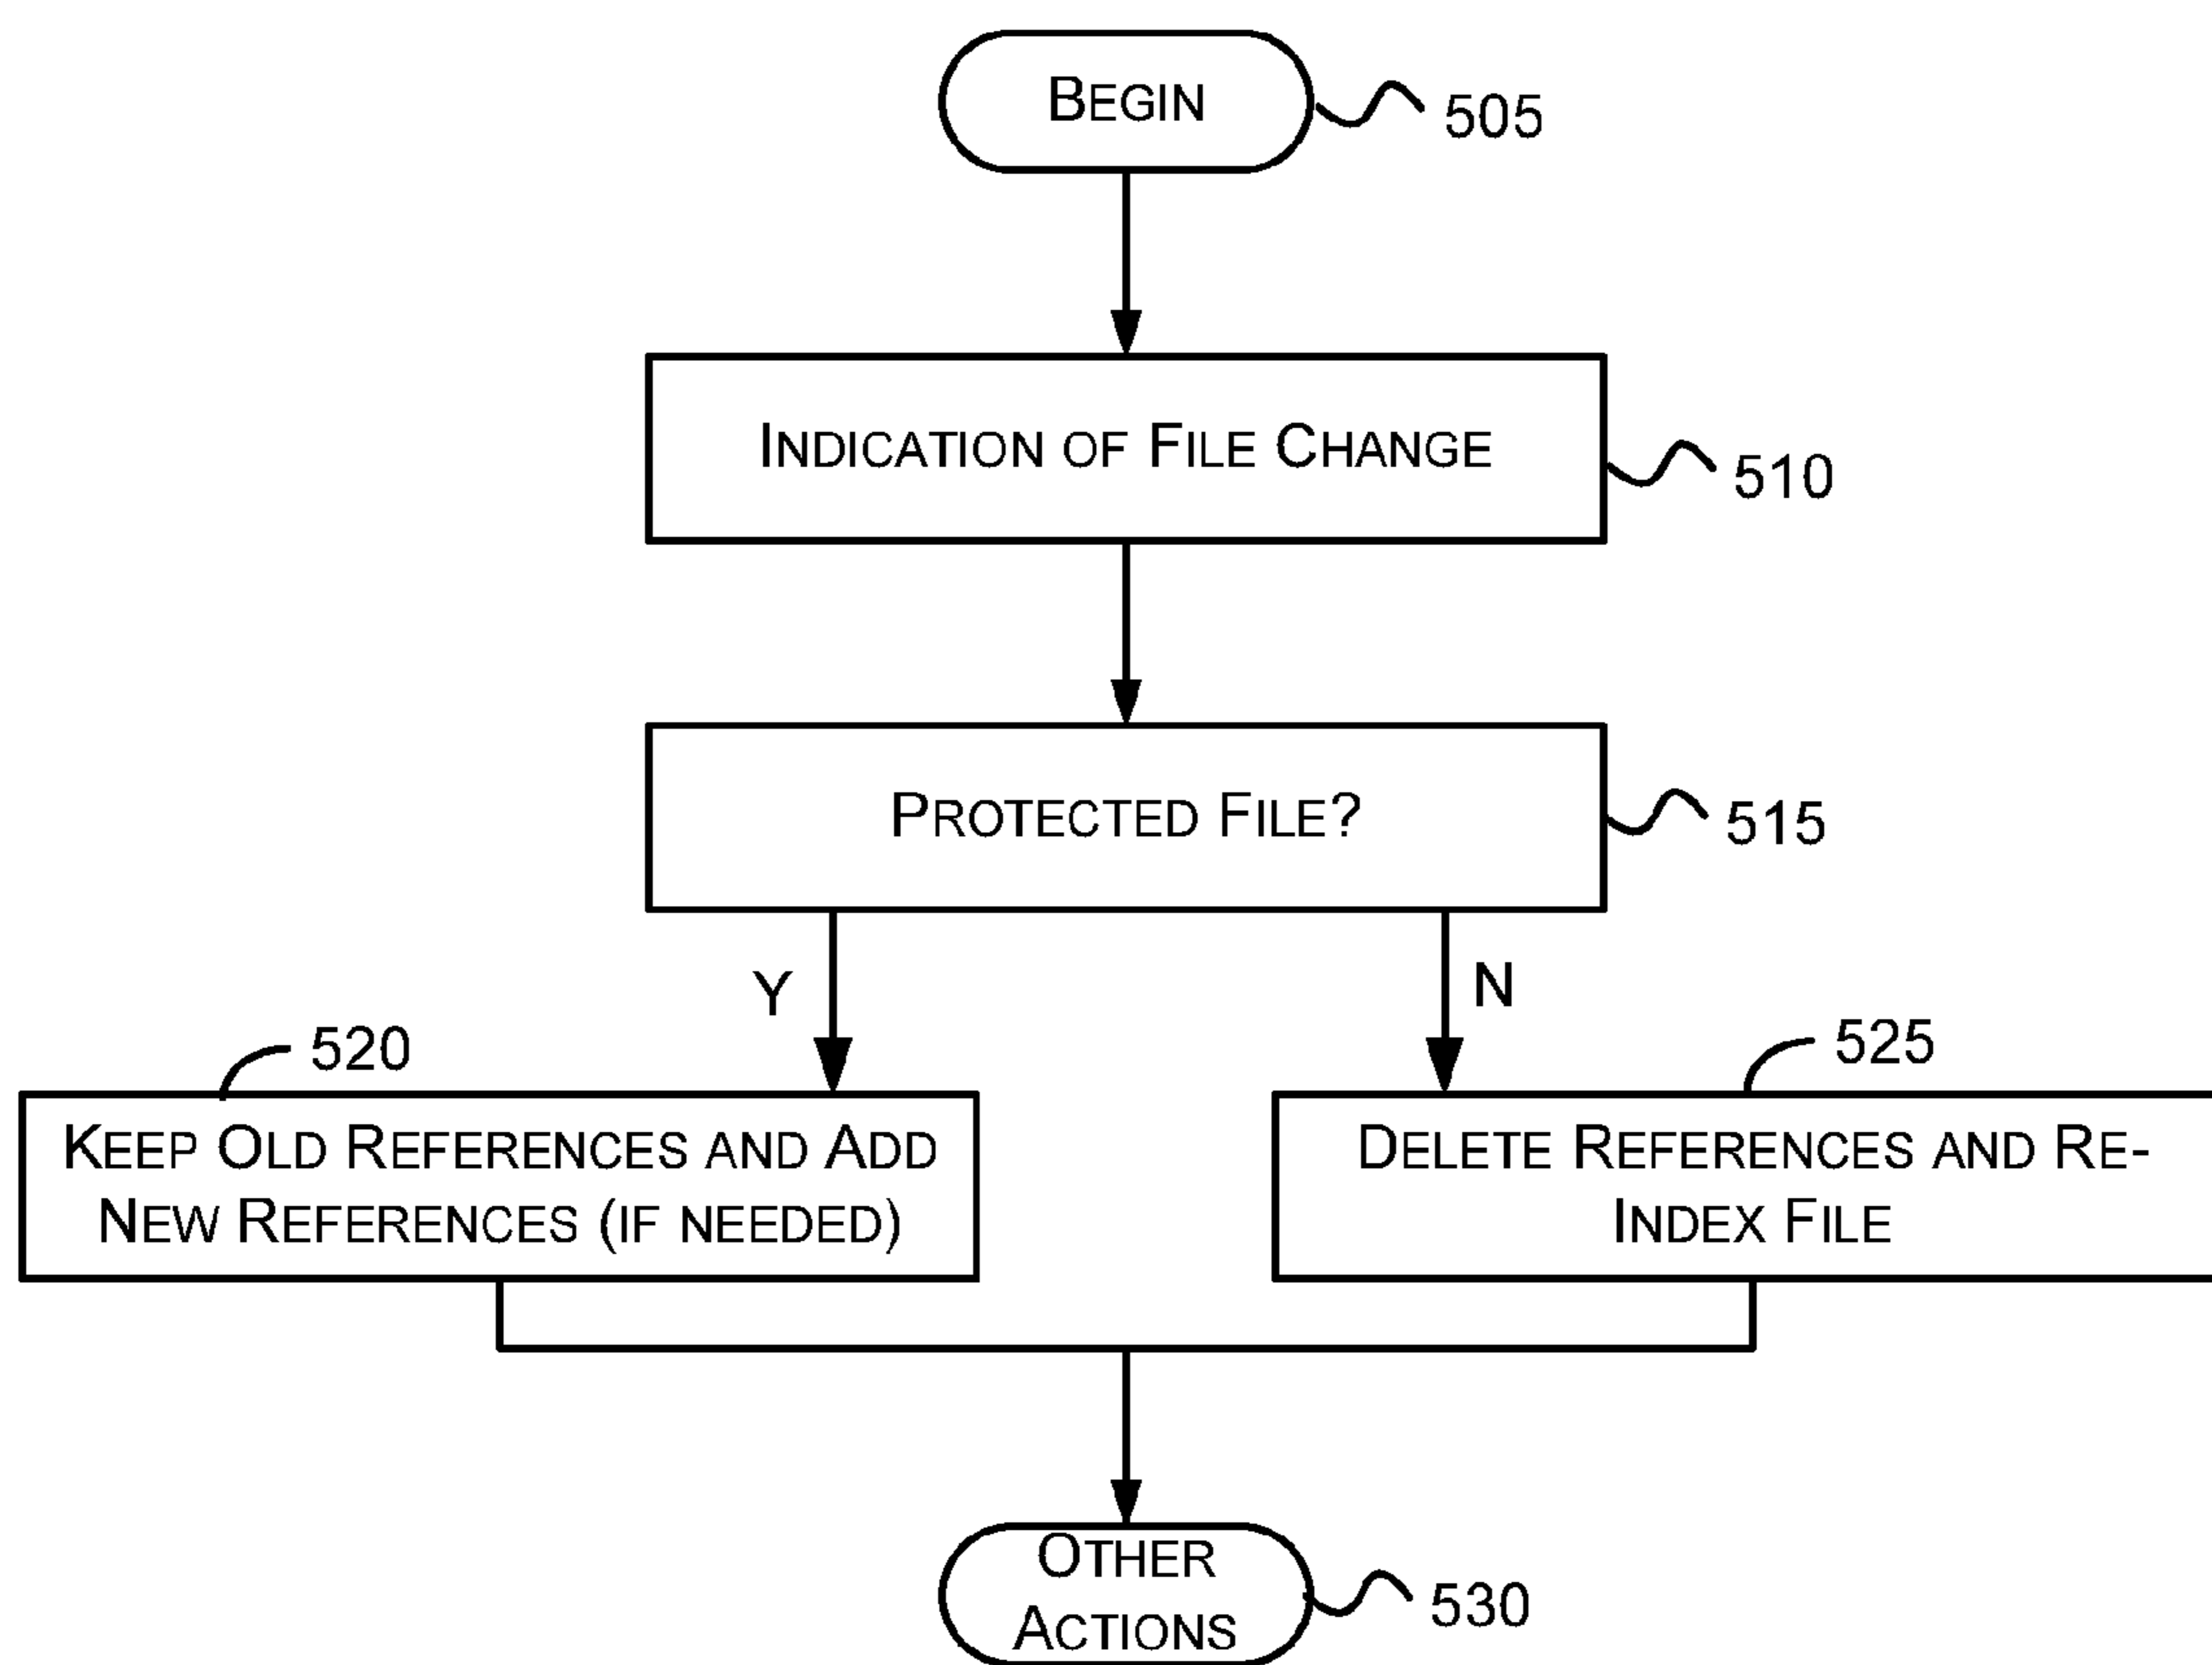 BEGIN
505
INDICATION OF FILE CHANGE
510
PROTECTED FILE?
515
Y
N
520
525
KEEP OLD REFERENCES AND ADD
NEW REFERENCES (IF NEEDED)
DELETE REFERENCES AND RE-
INDEX FILE
OTHER
ACTIONS
530